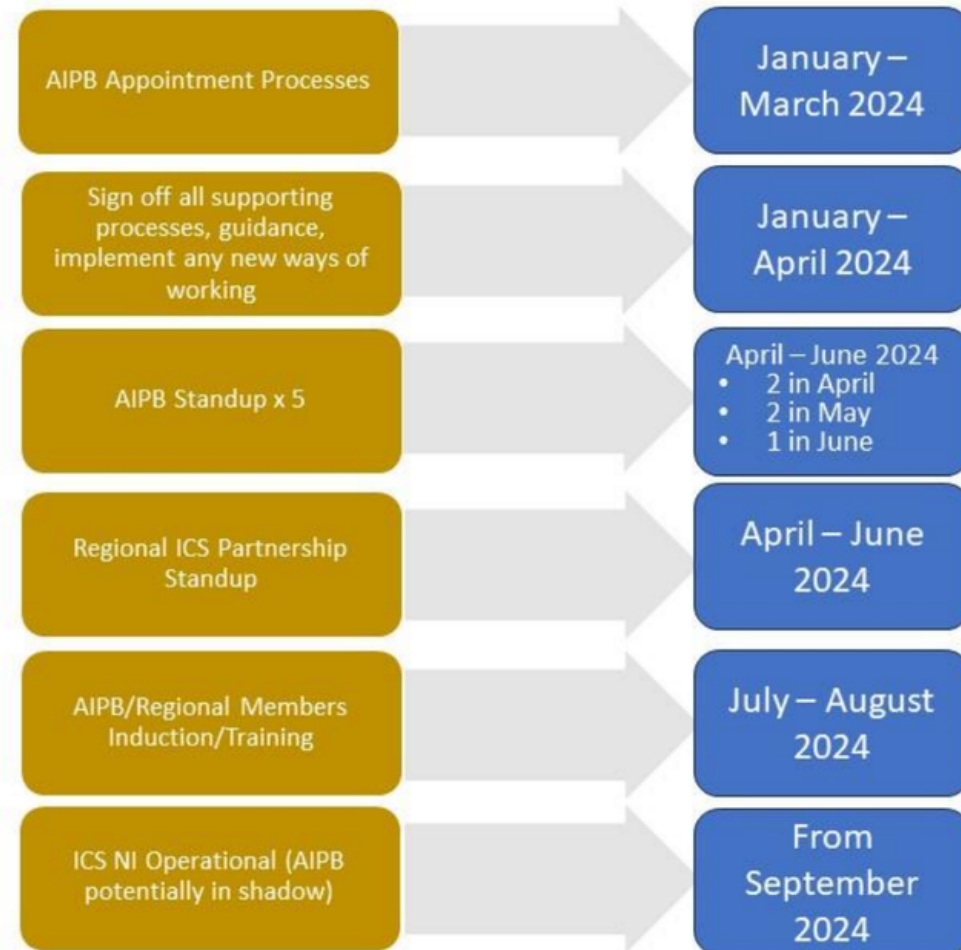 AIPB Appointment Processes
January –
March 2024
Sign off all supporting
processes, guidance,
implement any new ways of
working
January –
April 2024
AIPB Standup x 5
April – June 2024
• 2 in April
• 2 in May
• 1 in June
Regional ICS Partnership
Standup
April – June
2024
AIPB/Regional Members
Induction/Training
July – August
2024
ICS NI Operational (AIPB
potentially in shadow)
From
September
2024